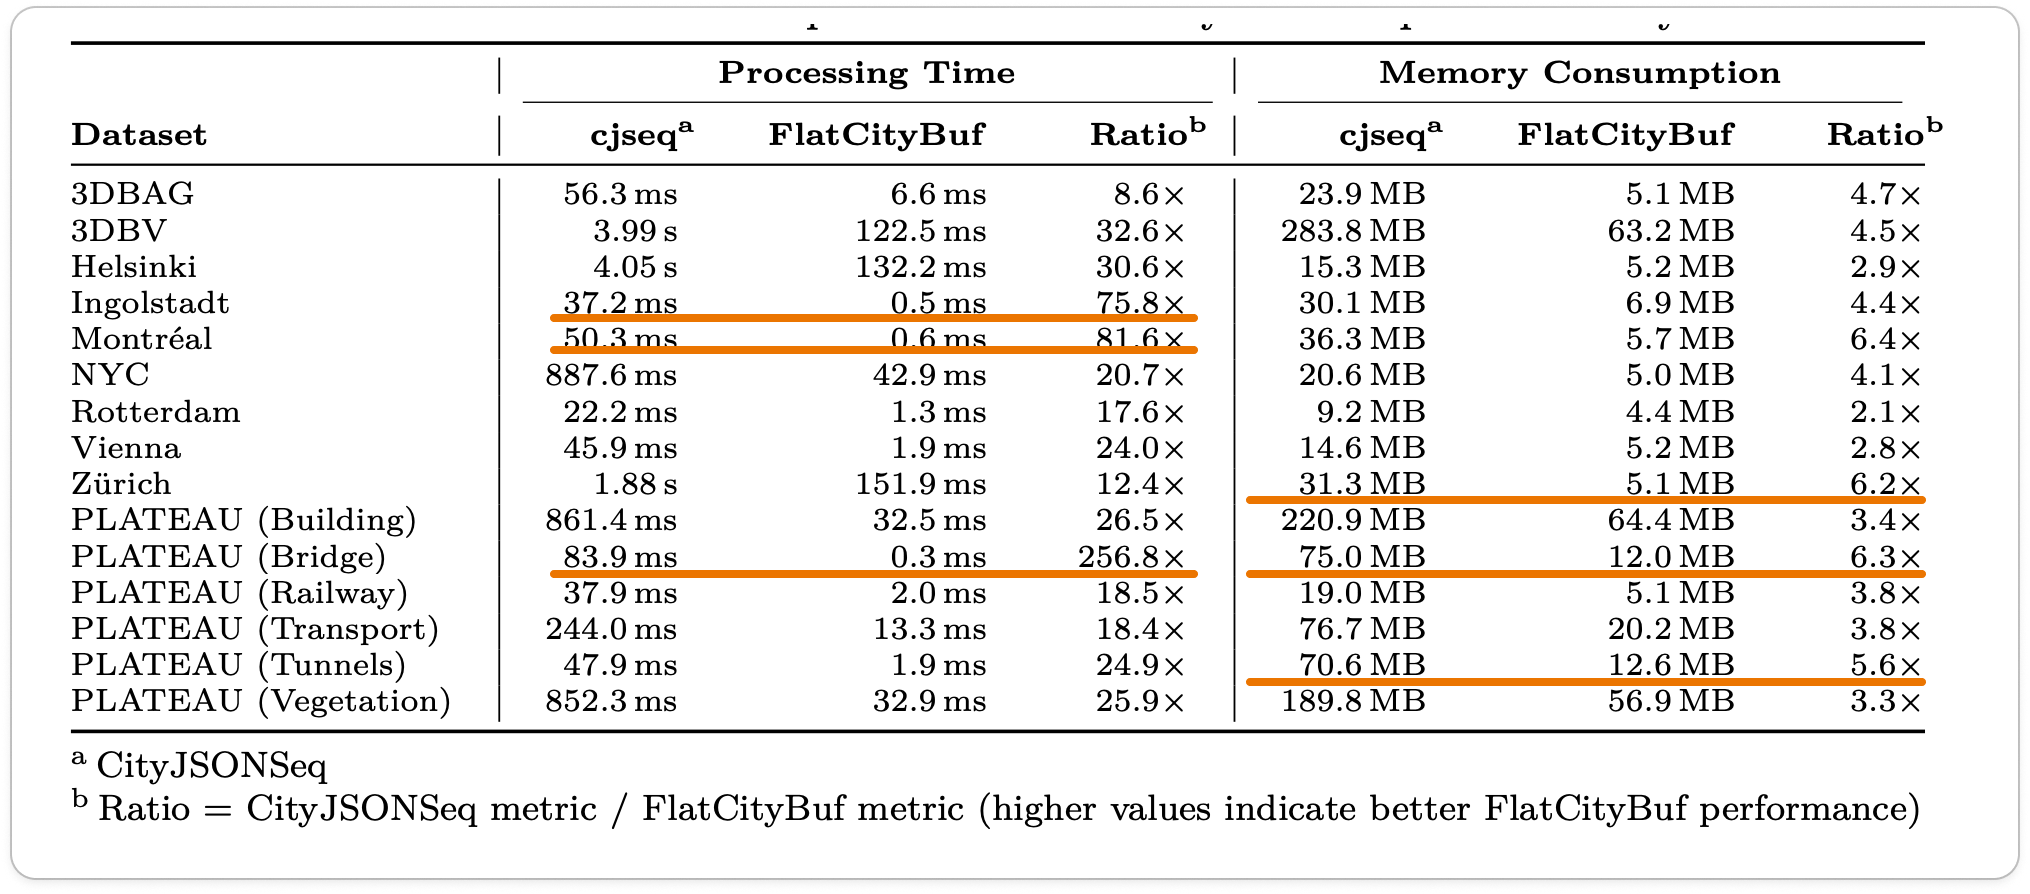 Processing Time Memory Consumption
Dataset cjseqᵃ FlatCityBuf Ratioᵇ cjseqᵃ FlatCityBuf Ratioᵇ
3DBAG 56.3 ms 6.6 ms 8.6× 23.9 MB 5.1 MB 4.7×
3DBV 3.99 s 122.5 ms 32.6× 283.8 MB 63.2 MB 4.5×
Helsinki 4.05 s 132.2 ms 30.6× 15.3 MB 5.2 MB 2.9×
Ingolstadt 37.2 ms 0.5 ms 75.8× 30.1 MB 6.9 MB 4.4×
Montréal 50.3 ms 0.6 ms 81.6× 36.3 MB 5.7 MB 6.4×
NYC 887.6 ms 42.9 ms 20.7× 20.6 MB 5.0 MB 4.1×
Rotterdam 22.2 ms 1.3 ms 17.6× 9.2 MB 4.4 MB 2.1×
Vienna 45.9 ms 1.9 ms 24.0× 14.6 MB 5.2 MB 2.8×
Zürich 1.88 s 151.9 ms 12.4× 31.3 MB 5.1 MB 6.2×
PLATEAU (Building) 861.4 ms 32.5 ms 26.5× 220.9 MB 64.4 MB 3.4×
PLATEAU (Bridge) 83.9 ms 0.3 ms 256.8× 75.0 MB 12.0 MB 6.3×
PLATEAU (Railway) 37.9 ms 2.0 ms 18.5× 19.0 MB 5.1 MB 3.8×
PLATEAU (Transport) 244.0 ms 13.3 ms 18.4× 76.7 MB 20.2 MB 3.8×
PLATEAU (Tunnels) 47.9 ms 1.9 ms 24.9× 70.6 MB 12.6 MB 5.6×
PLATEAU (Vegetation) 852.3 ms 32.9 ms 25.9× 189.8 MB 56.9 MB 3.3×
ᵃ CityJSONSeq
ᵇ Ratio = CityJSONSeq metric / FlatCityBuf metric (higher values indicate better FlatCityBuf performance)